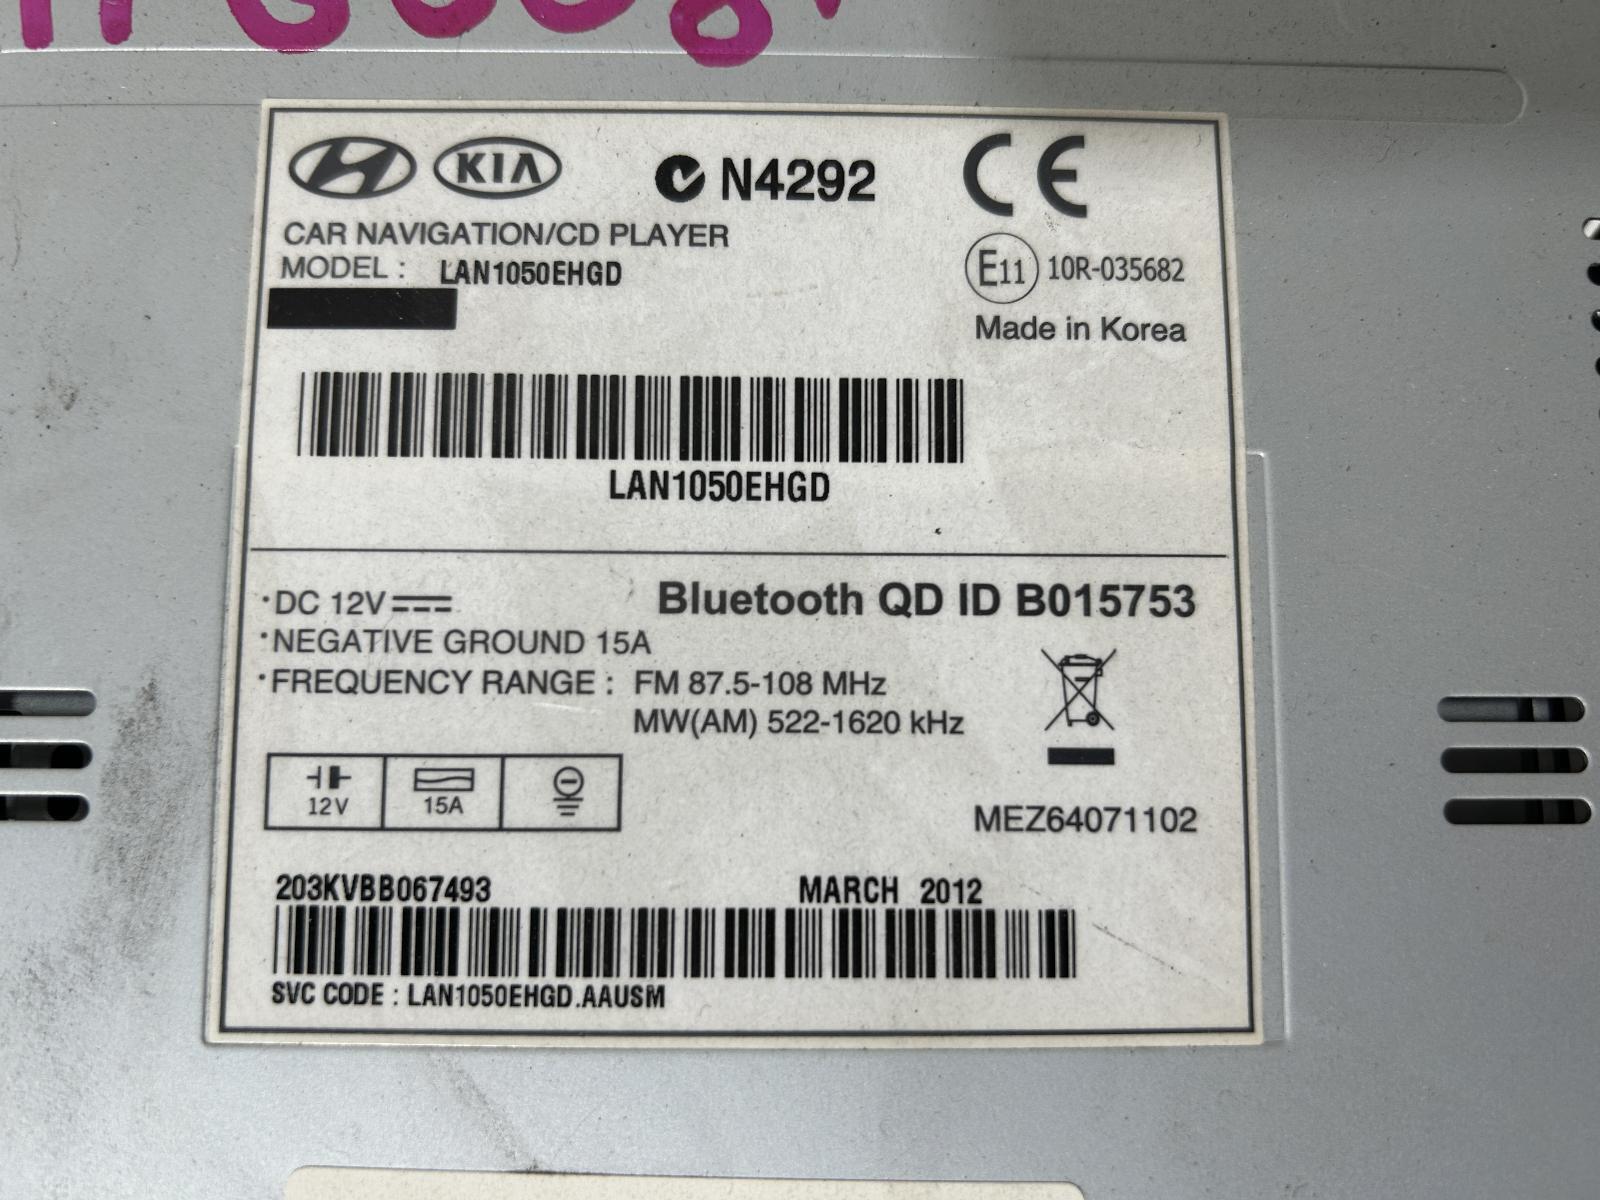 KIA N4292 CE
CAR NAVIGATION/CD PLAYER
MODEL : LAN1050EHGD
E11 10R-035682
Made in Korea
LAN1050EHGD
·DC 12V
Bluetooth QD ID B015753
·NEGATIVE GROUND 15A
·FREQUENCY RANGE : FM 87.5-108 MHz
MW(AM) 522-1620 kHz
12V 15A
MEZ64071102
203KVBB067493 MARCH 2012
SVC CODE : LAN1050EHGD.AAUSM